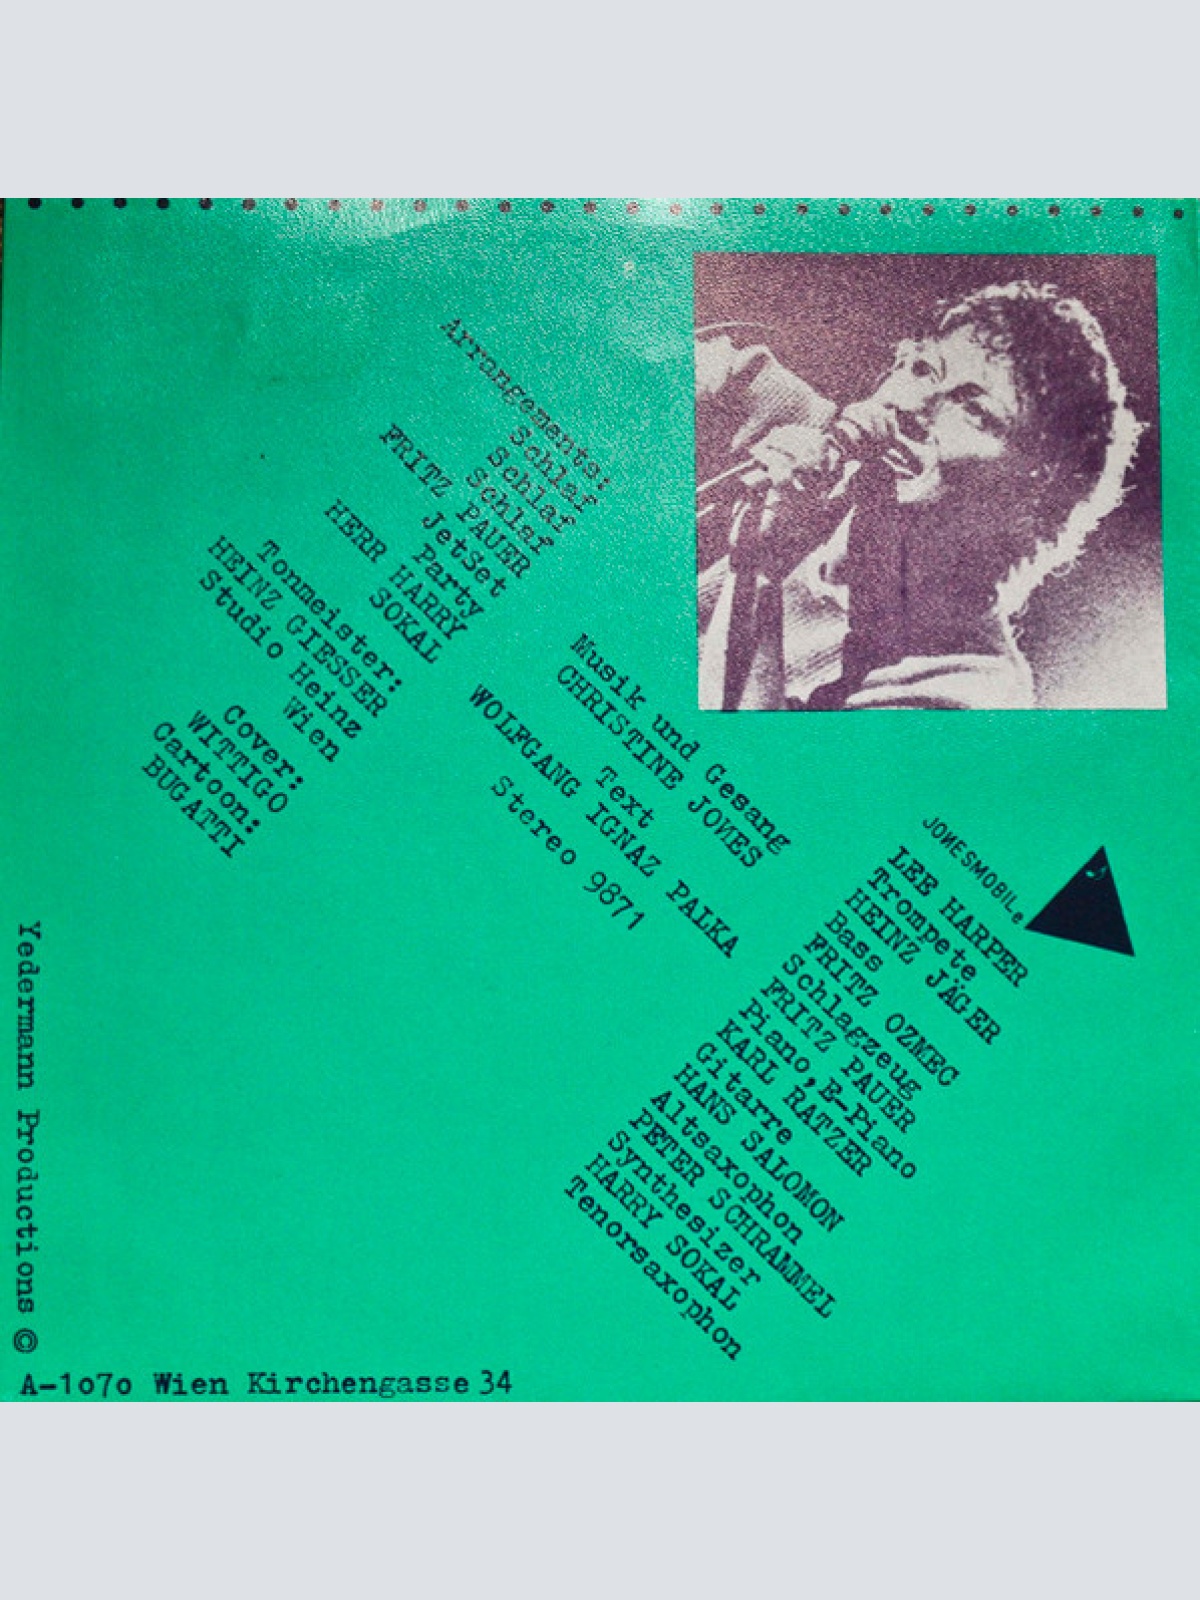 Arrangements:
Schlaf
Schlaf
Schlaf
FRITZ PAUER
JetSet
Party
HERR HARRY
SOKAL
Tonmeister:
HEINZ GIESSER
Studio Heinz
Wien
Cover:
WITTIGO
Cartoon:
BUGATTI
Musik und Gesang
CHRISTINE JONES
Text
WOLFGANG IGNAZ PALKA
Stereo 9871
JONESMOBILe
LEE HARPER
Trompete
HEINZ JÄGER
Bass
FRITZ OZMEC
Schlagzeug
FRITZ PAUER
Piano,E-Piano
KARL RATZER
Gitarre
HANS SALOMON
Altsaxophon
PETER SCHRAMMEL
Synthesizer
HARRY SOKAL
Tenorsaxophon
Yedermann Productions ©
A-1o7o Wien Kirchengasse 34